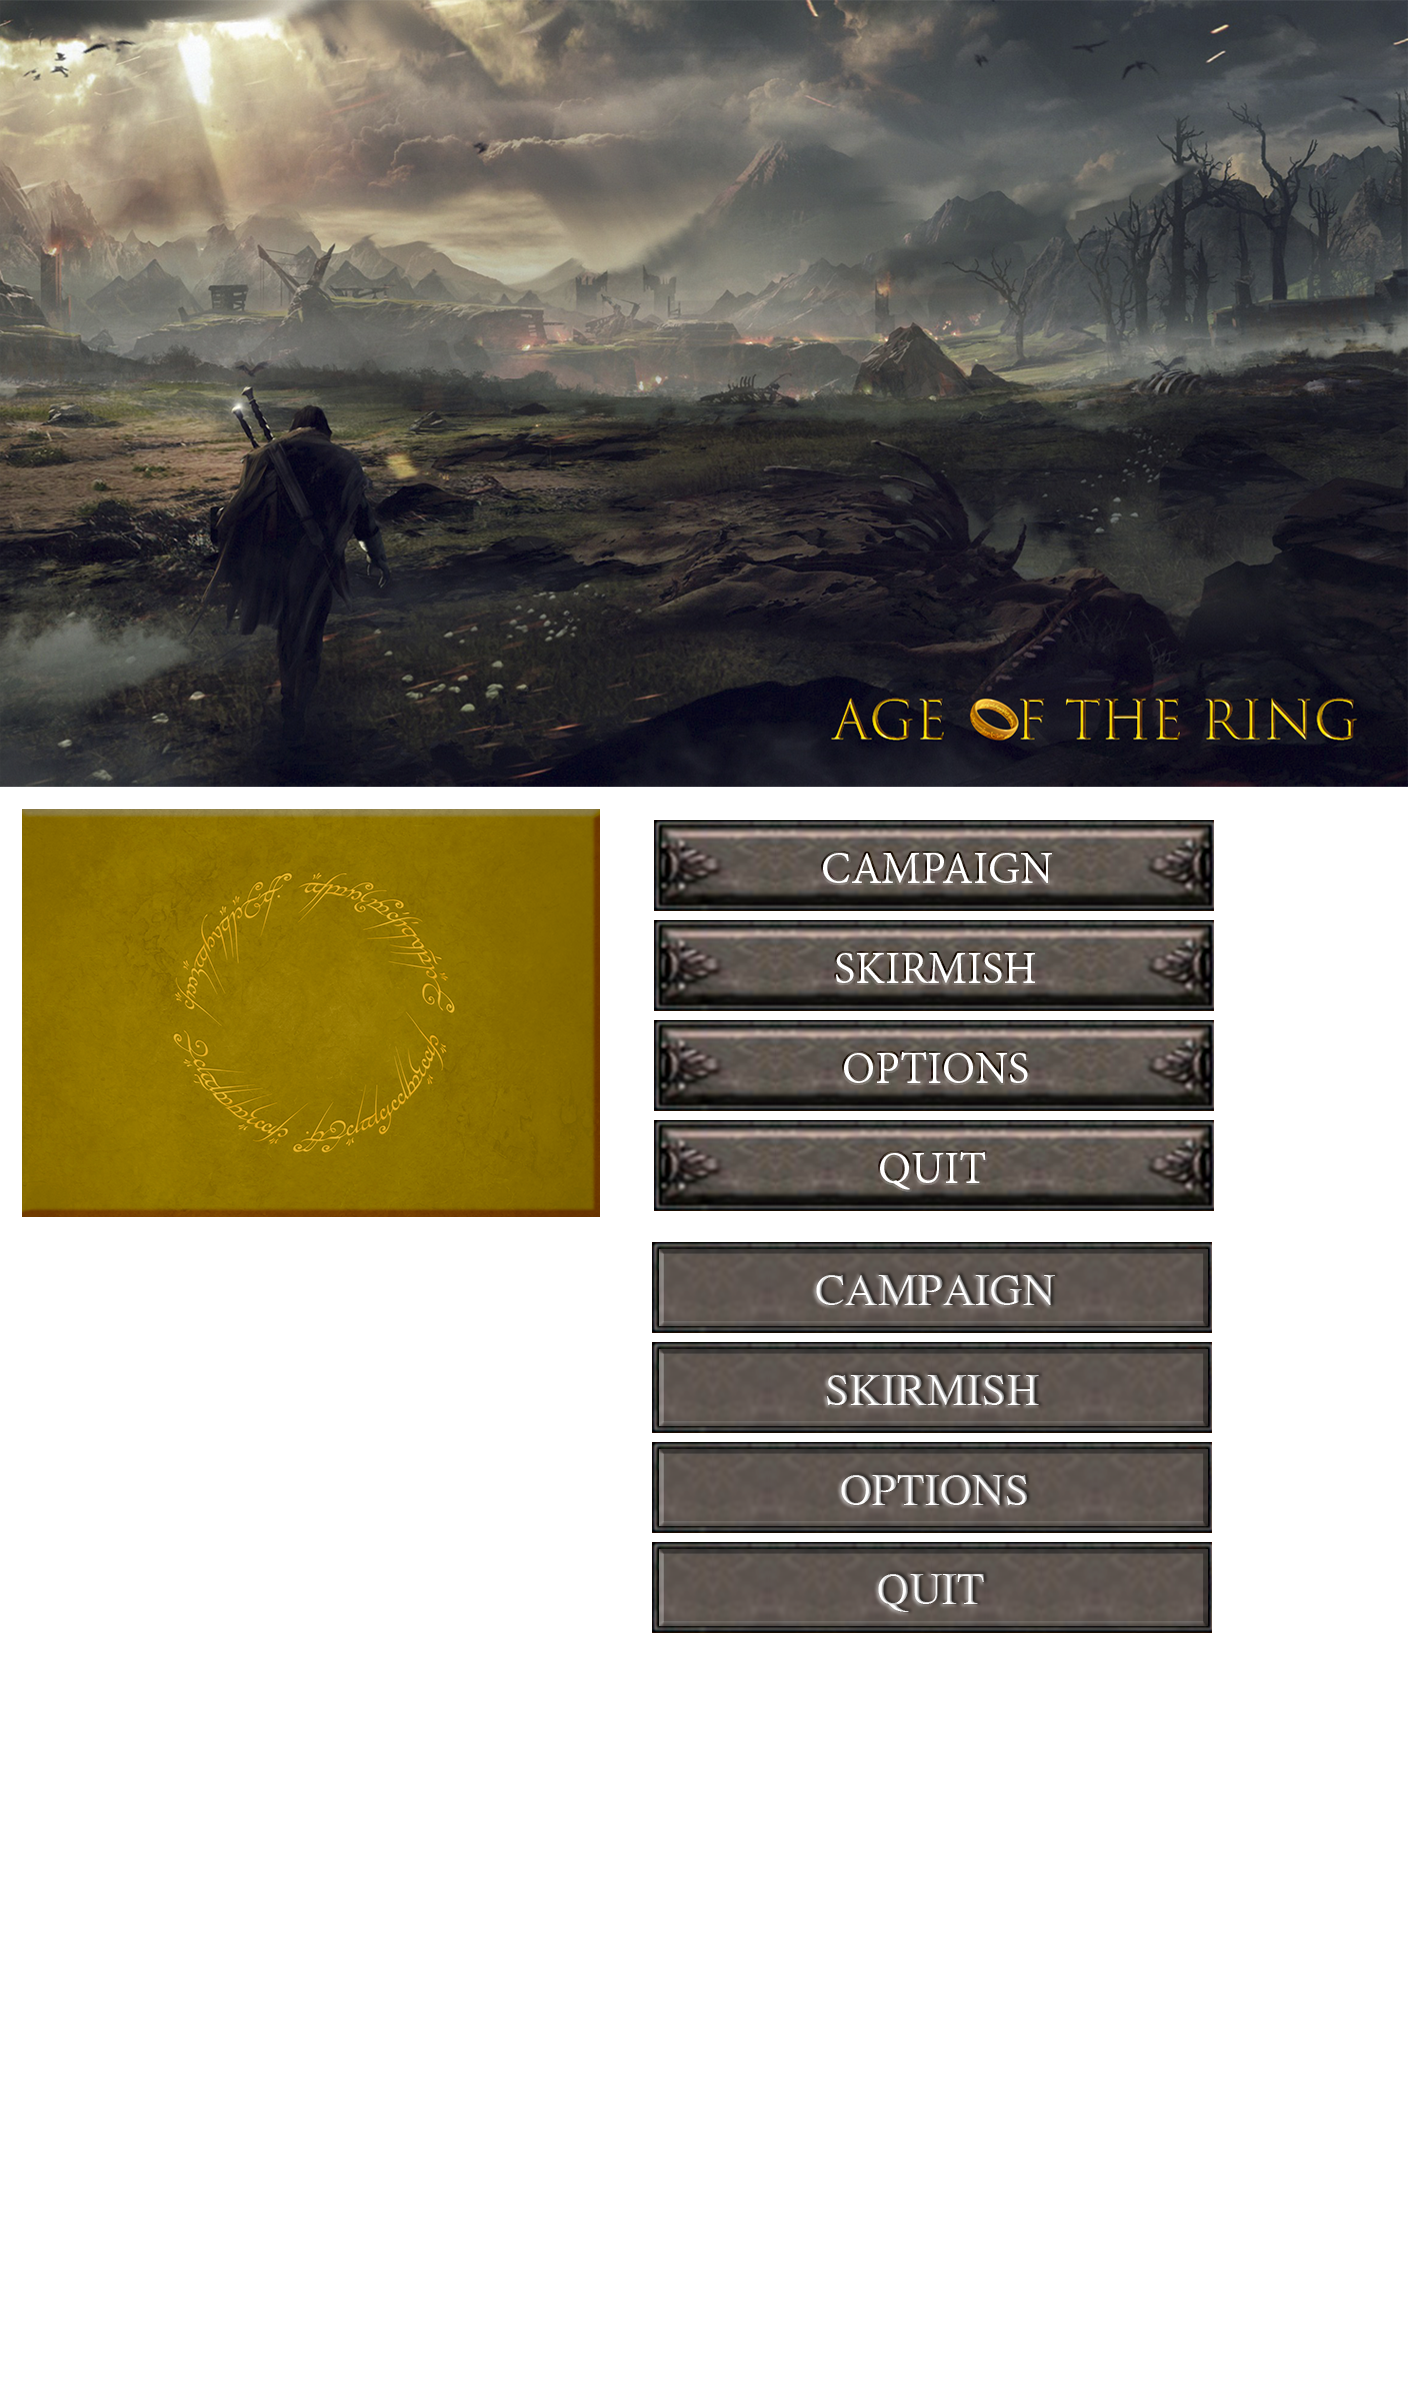 AGE OF THE RING
CAMPAIGN
SKIRMISH
OPTIONS
QUIT
CAMPAIGN
SKIRMISH
OPTIONS
QUIT